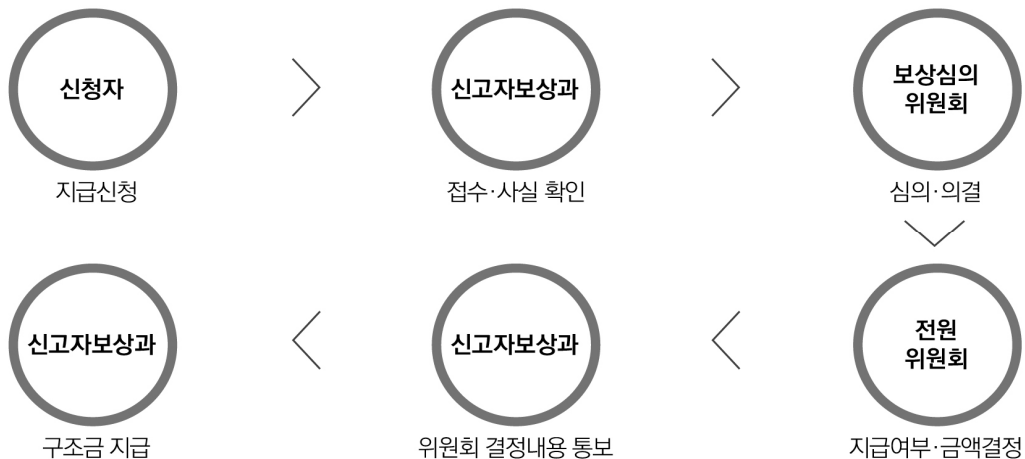 신청자
지급신청
신고자보상과
접수·사실 확인
보상심의
위원회
심의·의결
전원
위원회
지급여부·금액결정
신고자보상과
위원회 결정내용 통보
신고자보상과
구조금 지급